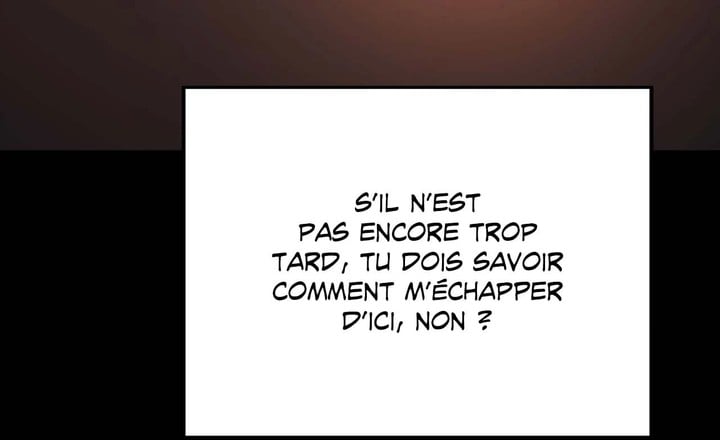 S'IL N'EST
PAS ENCORE TROP
TARD, TU DOIS SAVOIR
COMMENT M'ÉCHAPPER
D'ICI, NON ?